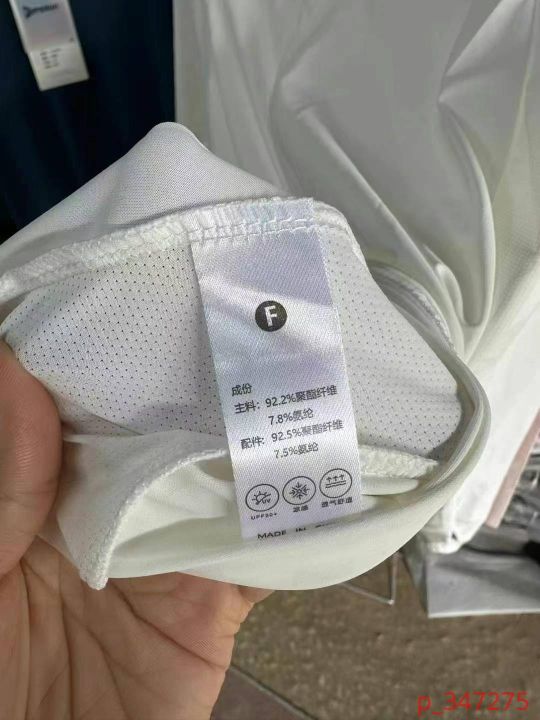 F
成份
主料：92.2%聚酯纤维
7.8%氨纶
配件：92.5%聚酯纤维
7.5%氨纶
UV
UPF50+
凉感
透气舒适
MADE IN
p_347275